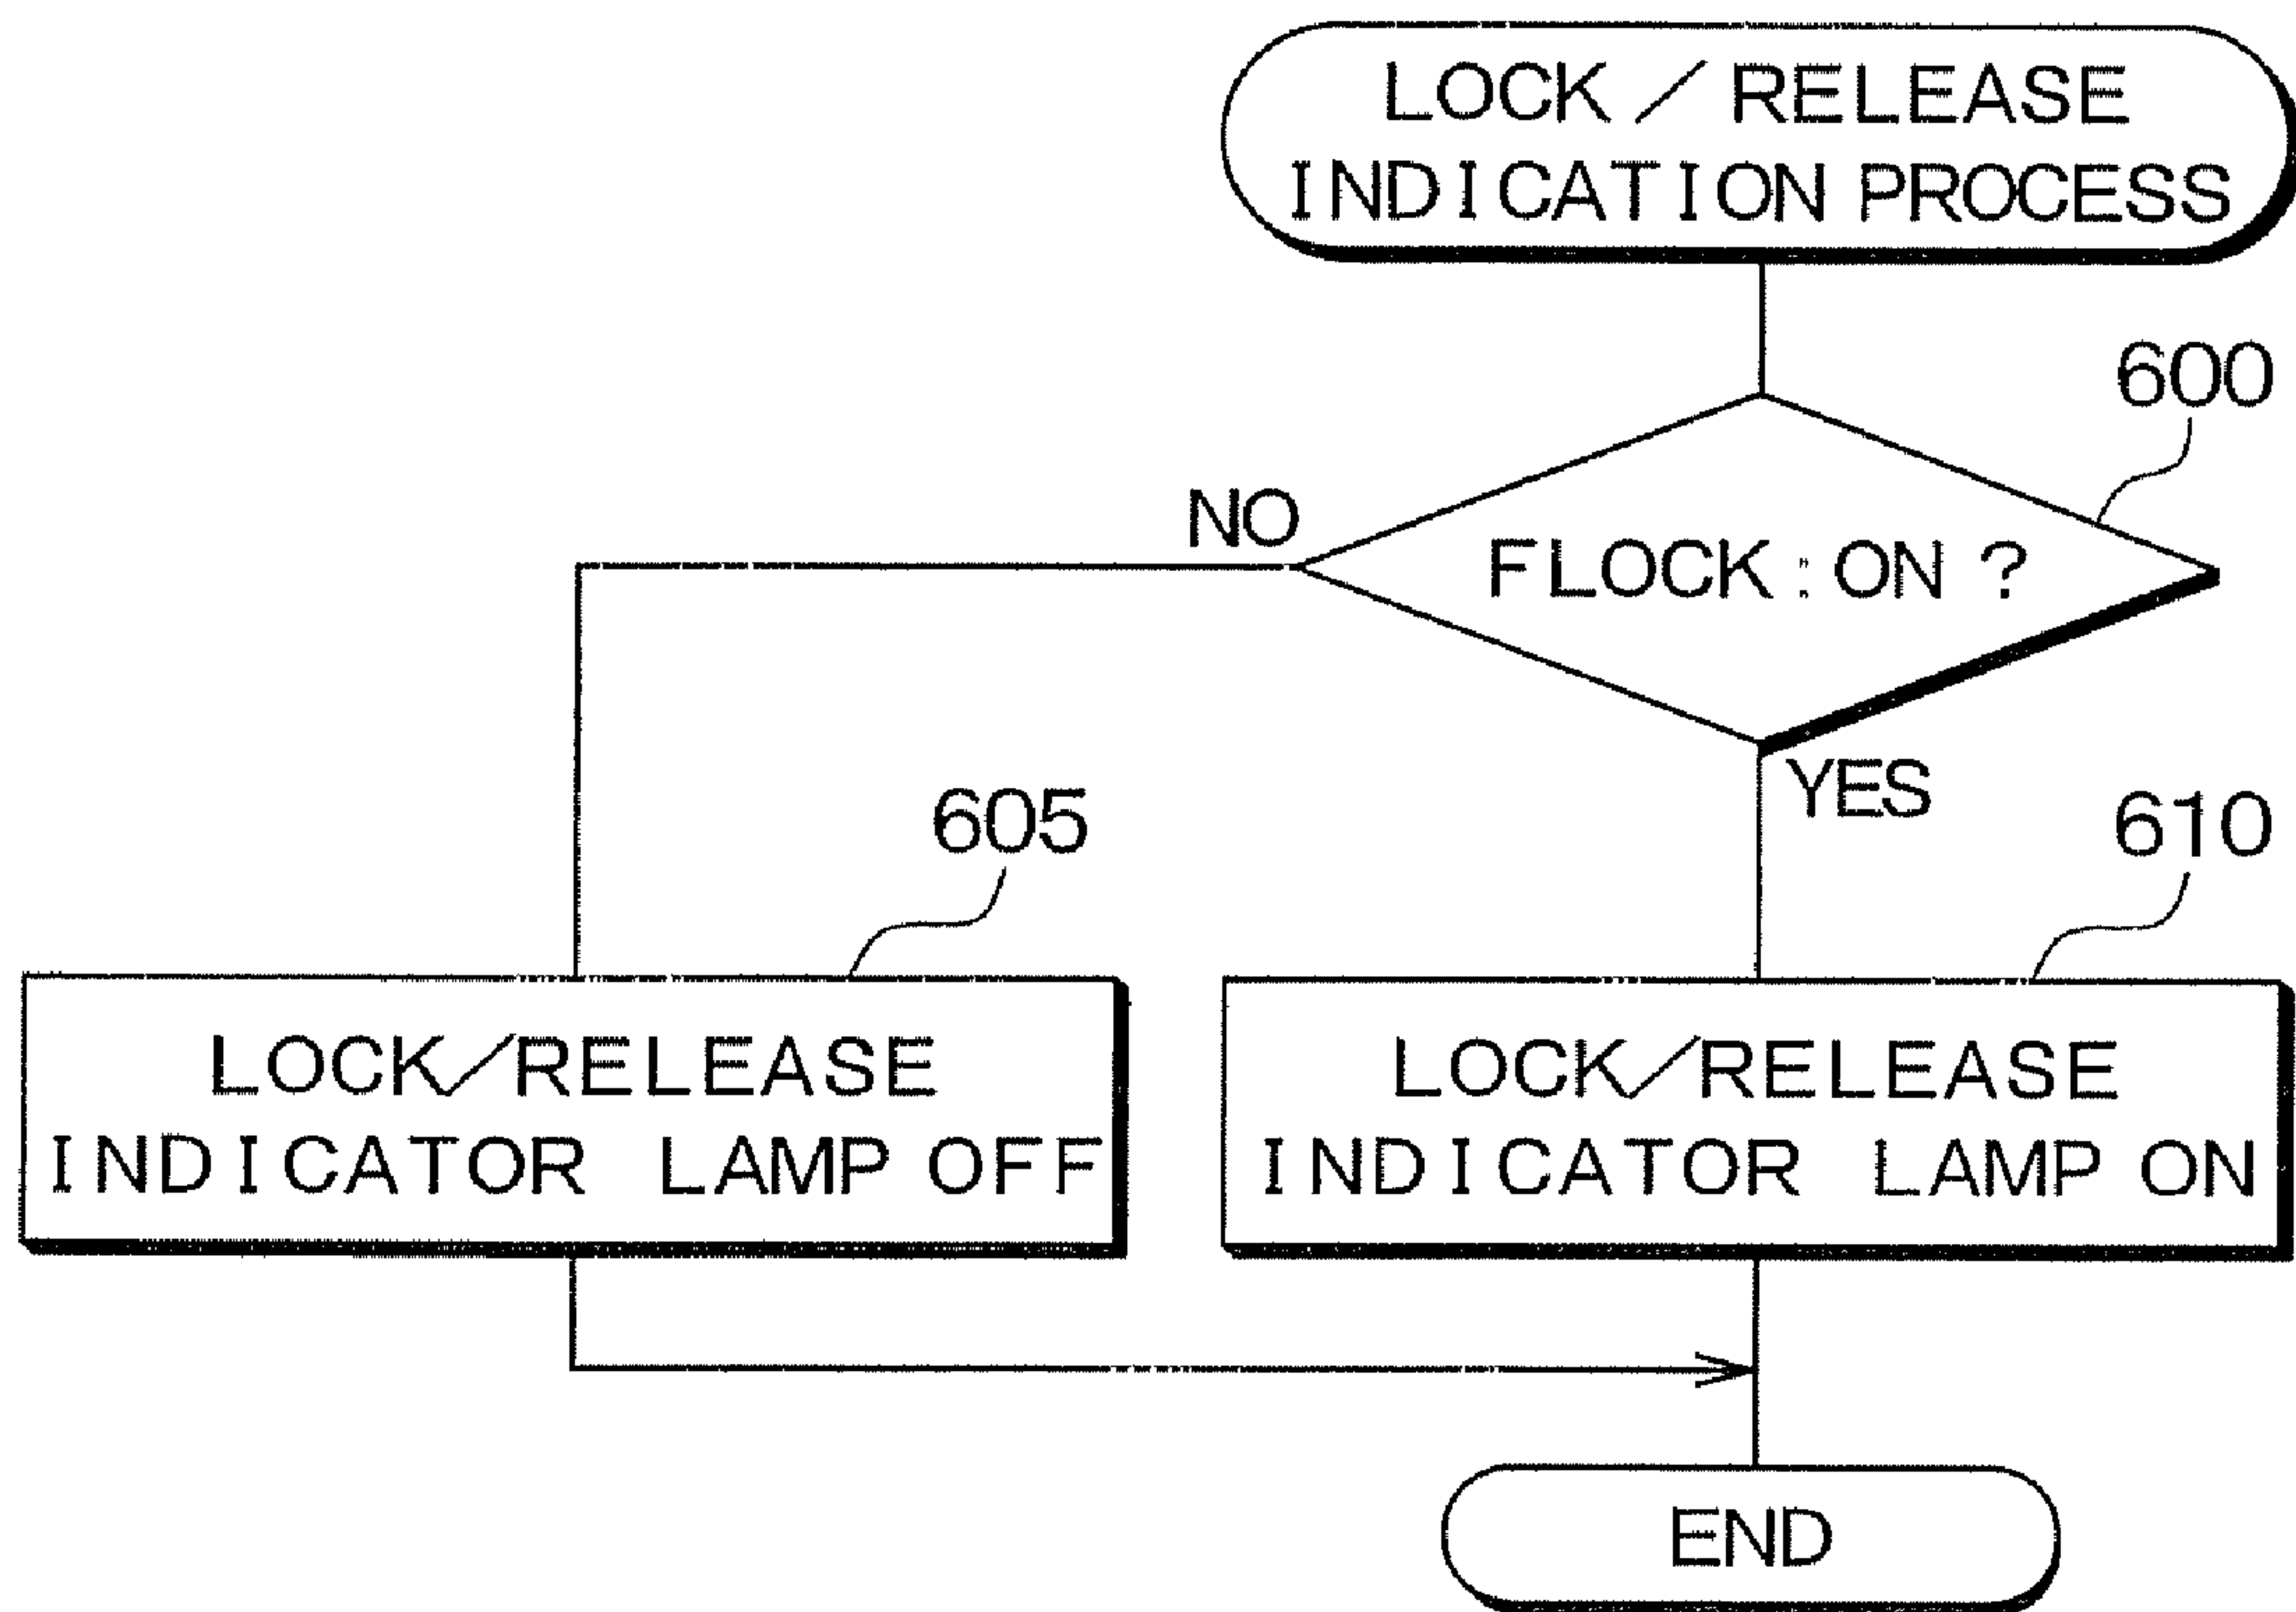 LOCK/RELEASE
INDICATION PROCESS
600
NO
FLOCK:ON?
YES
605
610
LOCK/RELEASE
INDICATOR LAMP OFF
LOCK/RELEASE
INDICATOR LAMP ON
END